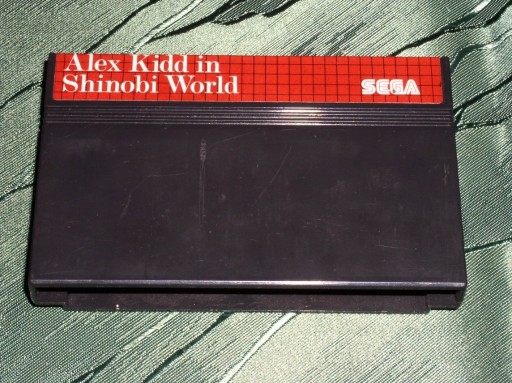 Alex Kidd in
Shinobi World
SEGA